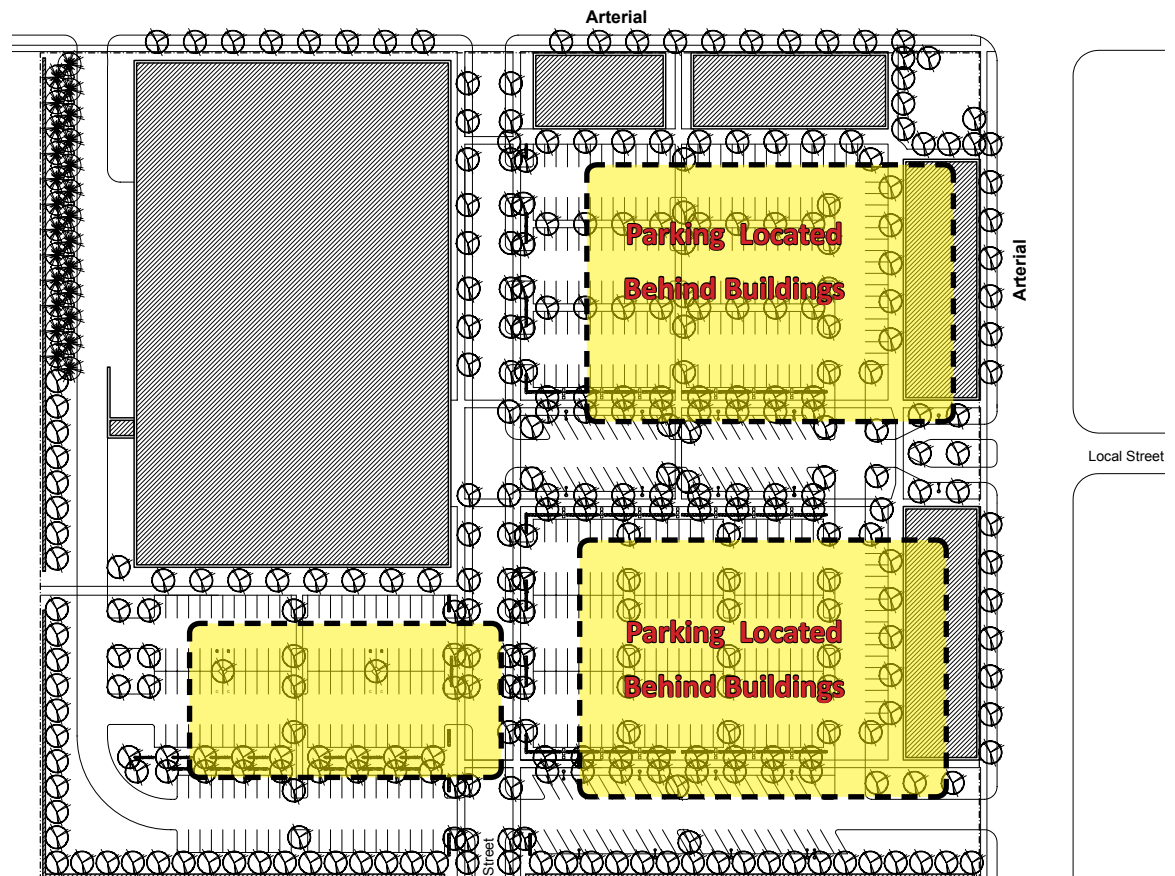 Arterial
Parking Located
Behind Buildings
Arterial
Local Street
Parking Located
Behind Buildings
Street